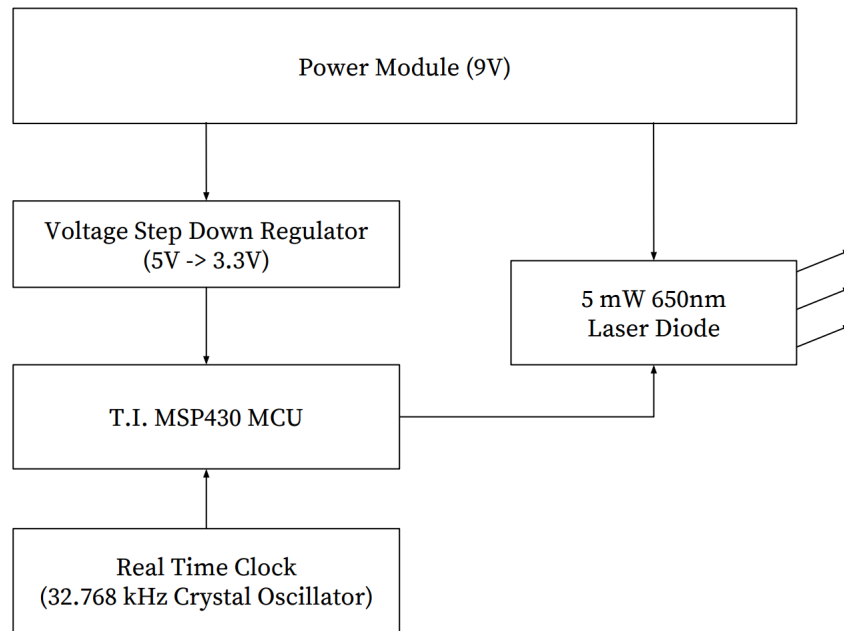 Power Module (9V)
Voltage Step Down Regulator
(5V -> 3.3V)
5 mW 650nm
Laser Diode
T.I. MSP430 MCU
Real Time Clock
(32.768 kHz Crystal Oscillator)